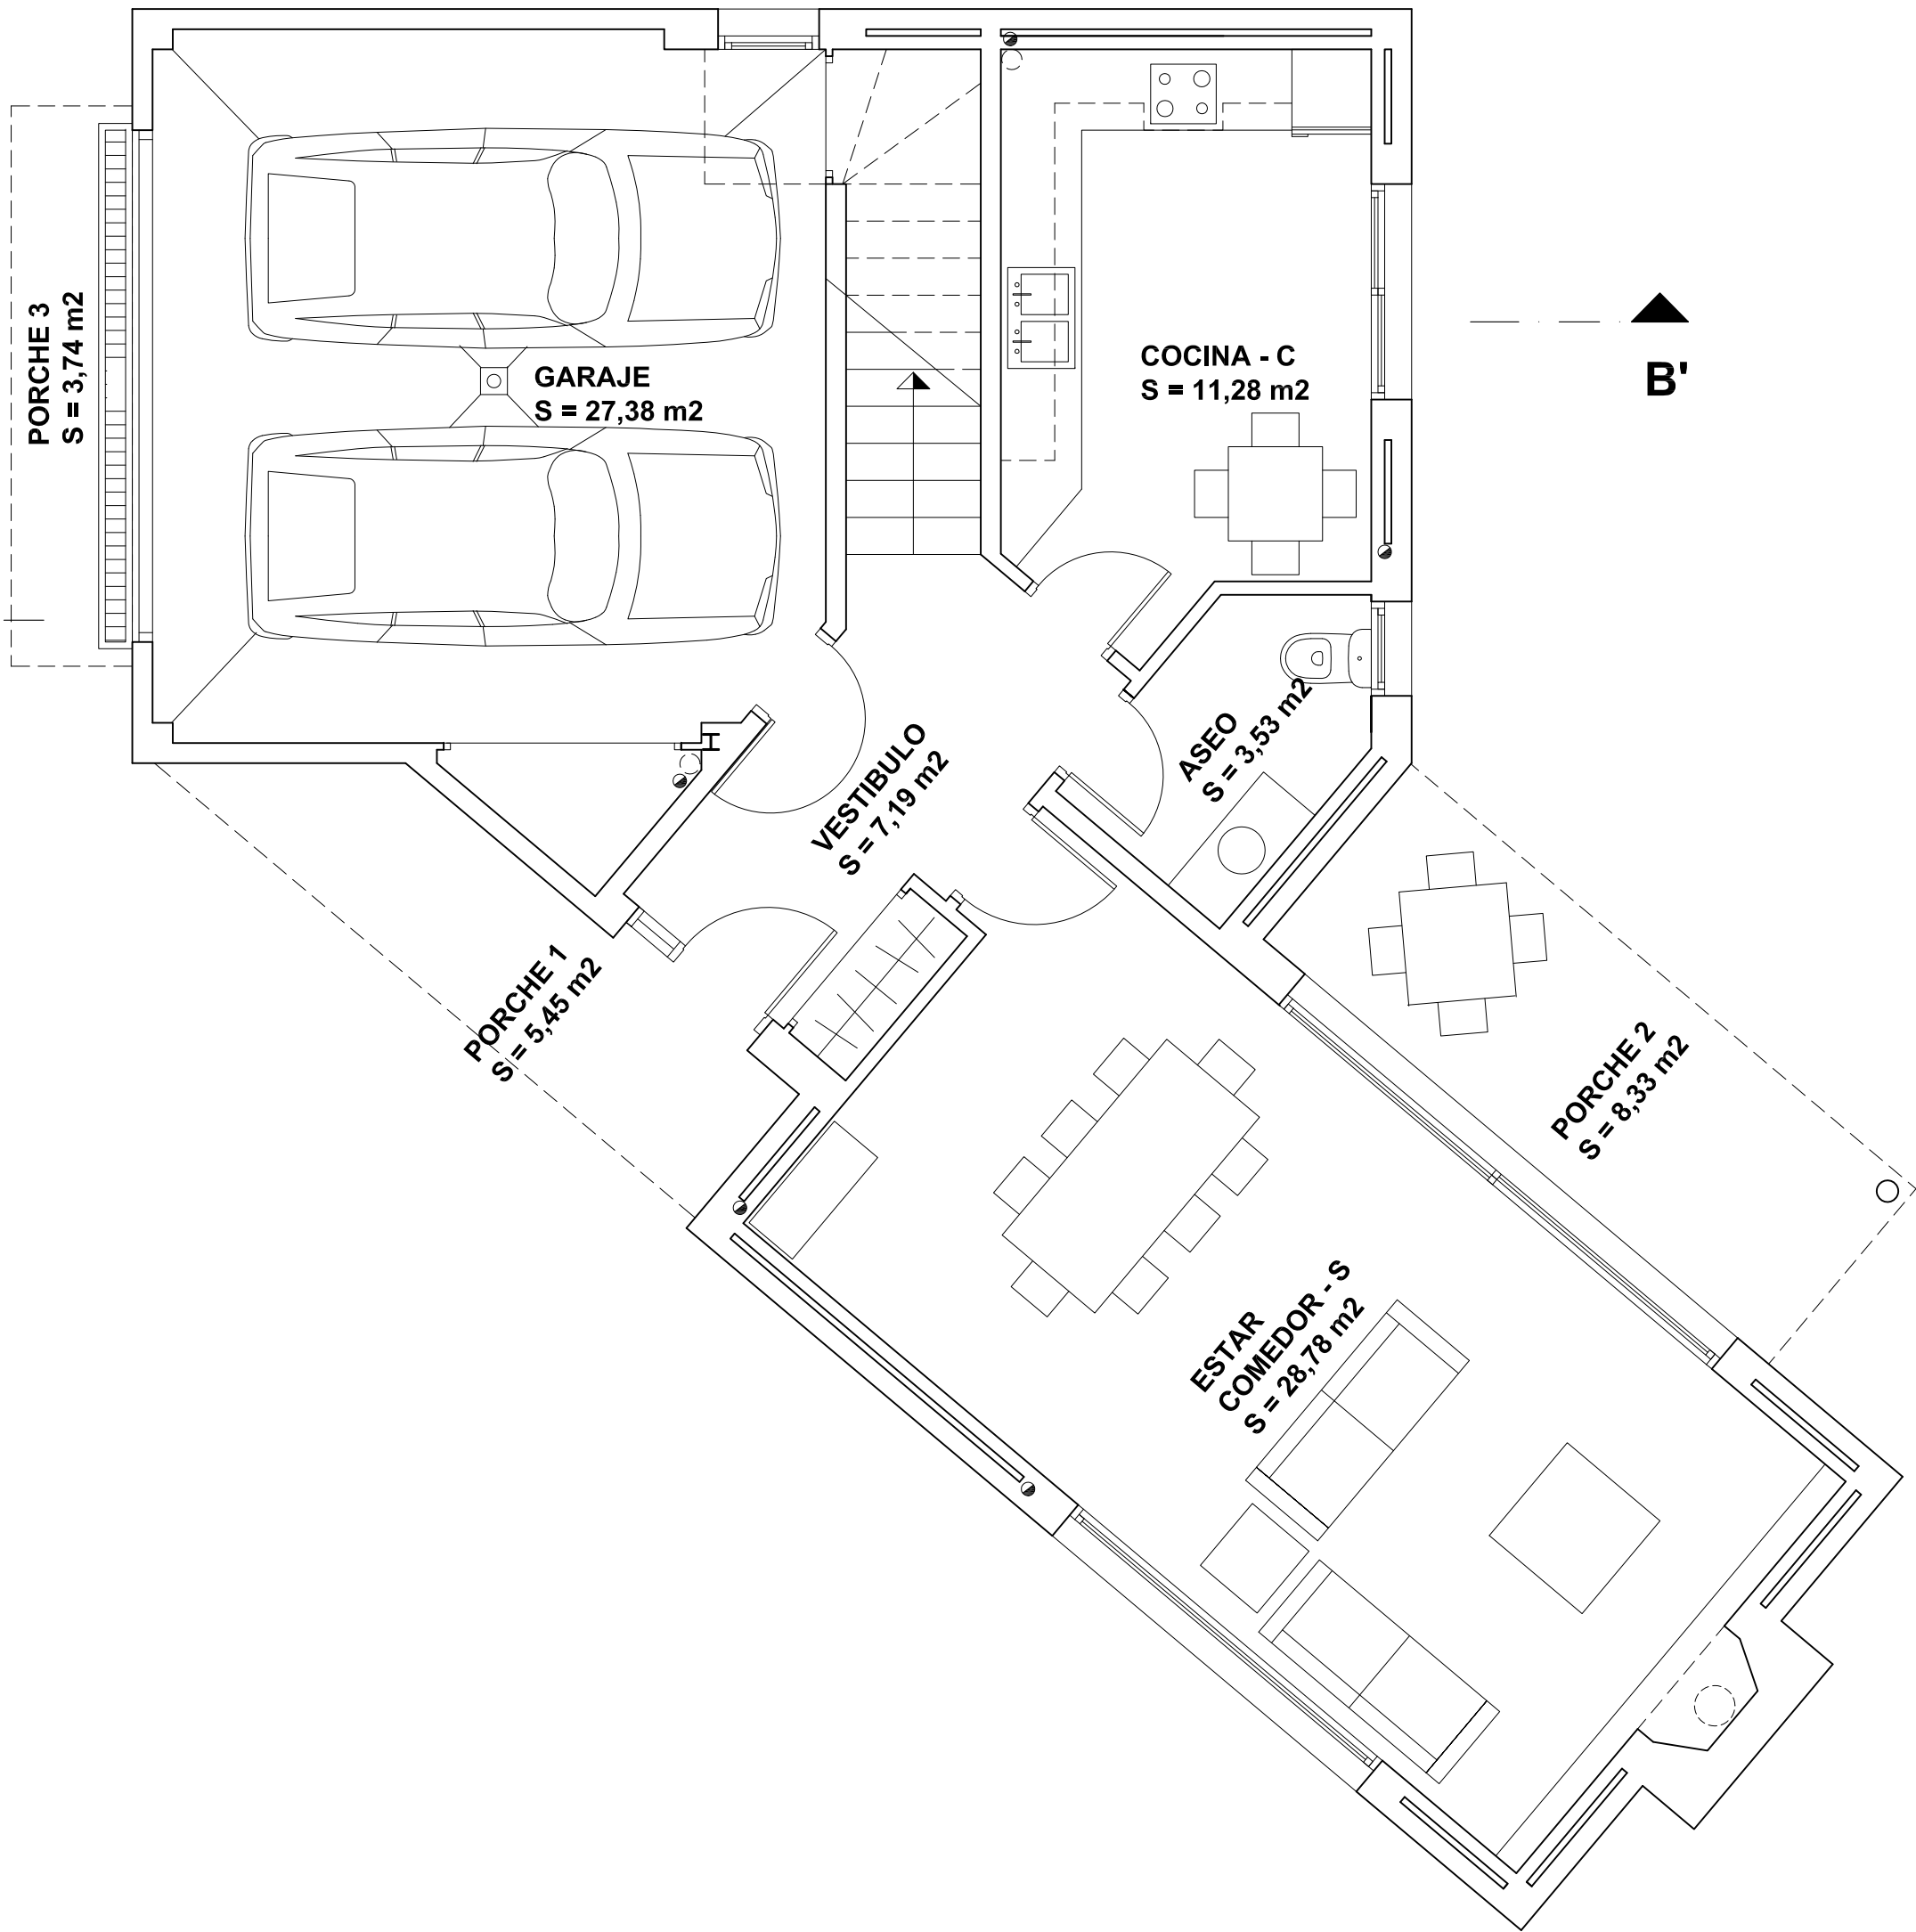 PORCHE 3
S = 3,74 m2
GARAJE
S = 27,38 m2
COCINA - C
S = 11,28 m2
B'
VESTIBULO
S = 7,19 m2
ASEO
S = 3,53 m2
PORCHE 1
S = 5,45 m2
PORCHE 2
S = 8,33 m2
ESTAR
COMEDOR - S
S = 28,78 m2